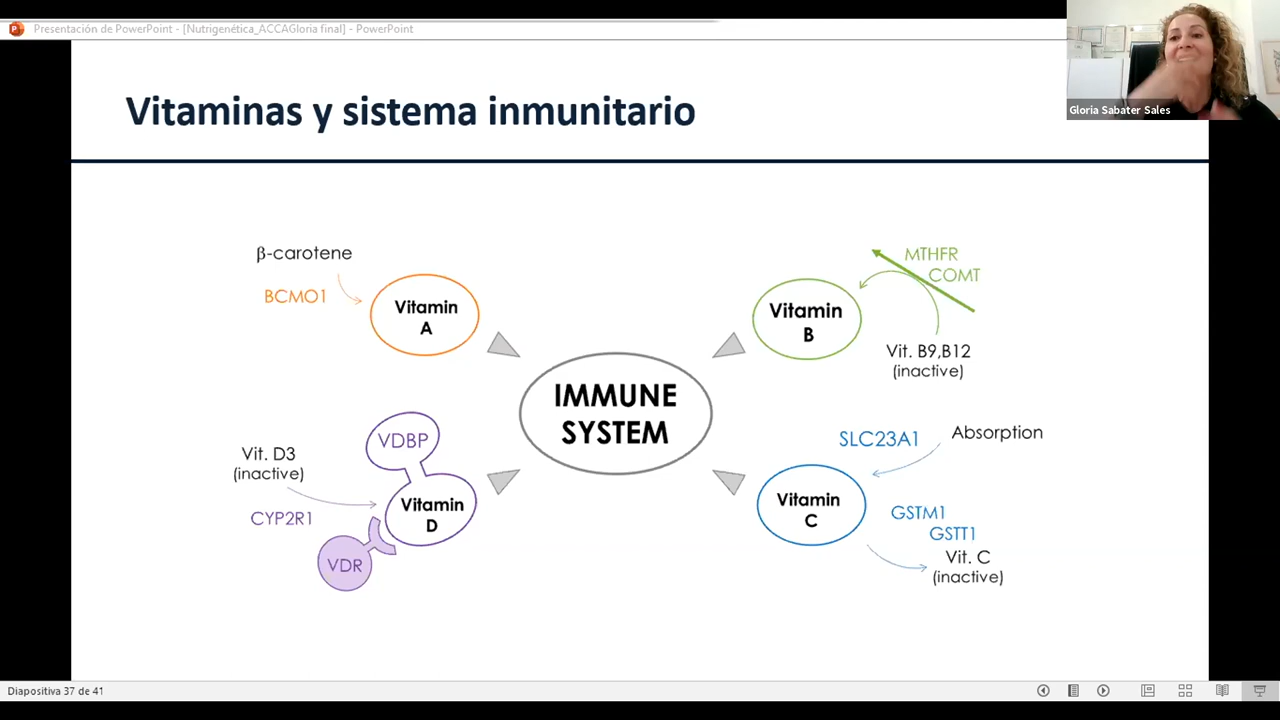 Presentación de PowerPoint - [Nutrigenética_ACCAGloria final] - PowerPoint
Gloria Sabater Sales
Vitaminas y sistema inmunitario
β-carotene
BCMO1
Vitamin
A
MTHFR
COMT
Vitamin
B
Vit. B9,B12
(inactive)
IMMUNE
SYSTEM
VDBP
Vit. D3
(inactive)
CYP2R1
Vitamin
D
VDR
SLC23A1
Absorption
Vitamin
C
GSTM1
GSTT1
Vit. C
(inactive)
Diapositiva 37 de 41